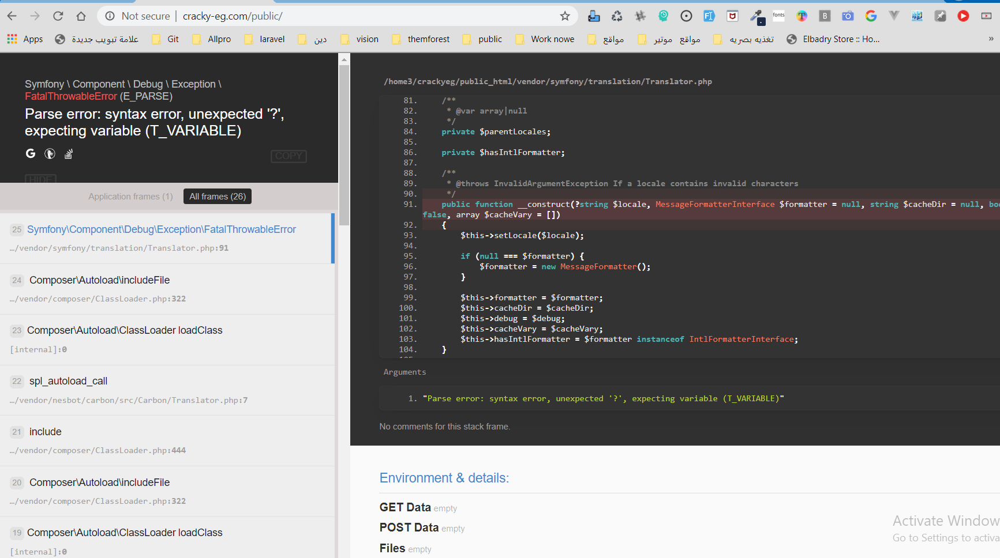 Not secure | cracky-eg.com/public/
fonts
Apps علامة تبويب جديدة Git Allpro laravel دين vision themforest public Work nowe مواقع مواقع موتير تغذيه بصريه Elbadry Store :: Ho... »
Symfony \ Component \ Debug \ Exception \
FatalThrowableError (E_PARSE)
Parse error: syntax error, unexpected '?',
expecting variable (T_VARIABLE)
COPY
HIDE
Application frames (1) All frames (26)
25 Symfony\Component\Debug\Exception\FatalThrowableError
…/vendor/symfony/translation/Translator.php:91
24 Composer\Autoload\includeFile
…/vendor/composer/ClassLoader.php:322
23 Composer\Autoload\ClassLoader loadClass
[internal]:0
22 spl_autoload_call
…/vendor/nesbot/carbon/src/Carbon/Translator.php:7
21 include
…/vendor/composer/ClassLoader.php:444
20 Composer\Autoload\includeFile
…/vendor/composer/ClassLoader.php:322
19 Composer\Autoload\ClassLoader loadClass
[internal]:0
/home3/crackyeg/public_html/vendor/symfony/translation/Translator.php
81. /**
82. * @var array|null
83. */
84. private $parentLocales;
85.
86. private $hasIntlFormatter;
87.
88. /**
89. * @throws InvalidArgumentException If a locale contains invalid characters
90. */
91. public function __construct(?string $locale, MessageFormatterInterface $formatter = null, string $cacheDir = null, boo
false, array $cacheVary = [])
92. {
93. $this->setLocale($locale);
94.
95. if (null === $formatter) {
96. $formatter = new MessageFormatter();
97. }
98.
99. $this->formatter = $formatter;
100. $this->cacheDir = $cacheDir;
101. $this->debug = $debug;
102. $this->cacheVary = $cacheVary;
103. $this->hasIntlFormatter = $formatter instanceof IntlFormatterInterface;
104. }
Arguments
1. "Parse error: syntax error, unexpected '?', expecting variable (T_VARIABLE)"
No comments for this stack frame.
Environment & details:
GET Data empty
POST Data empty
Files empty
Activate Window
Go to Settings to activa